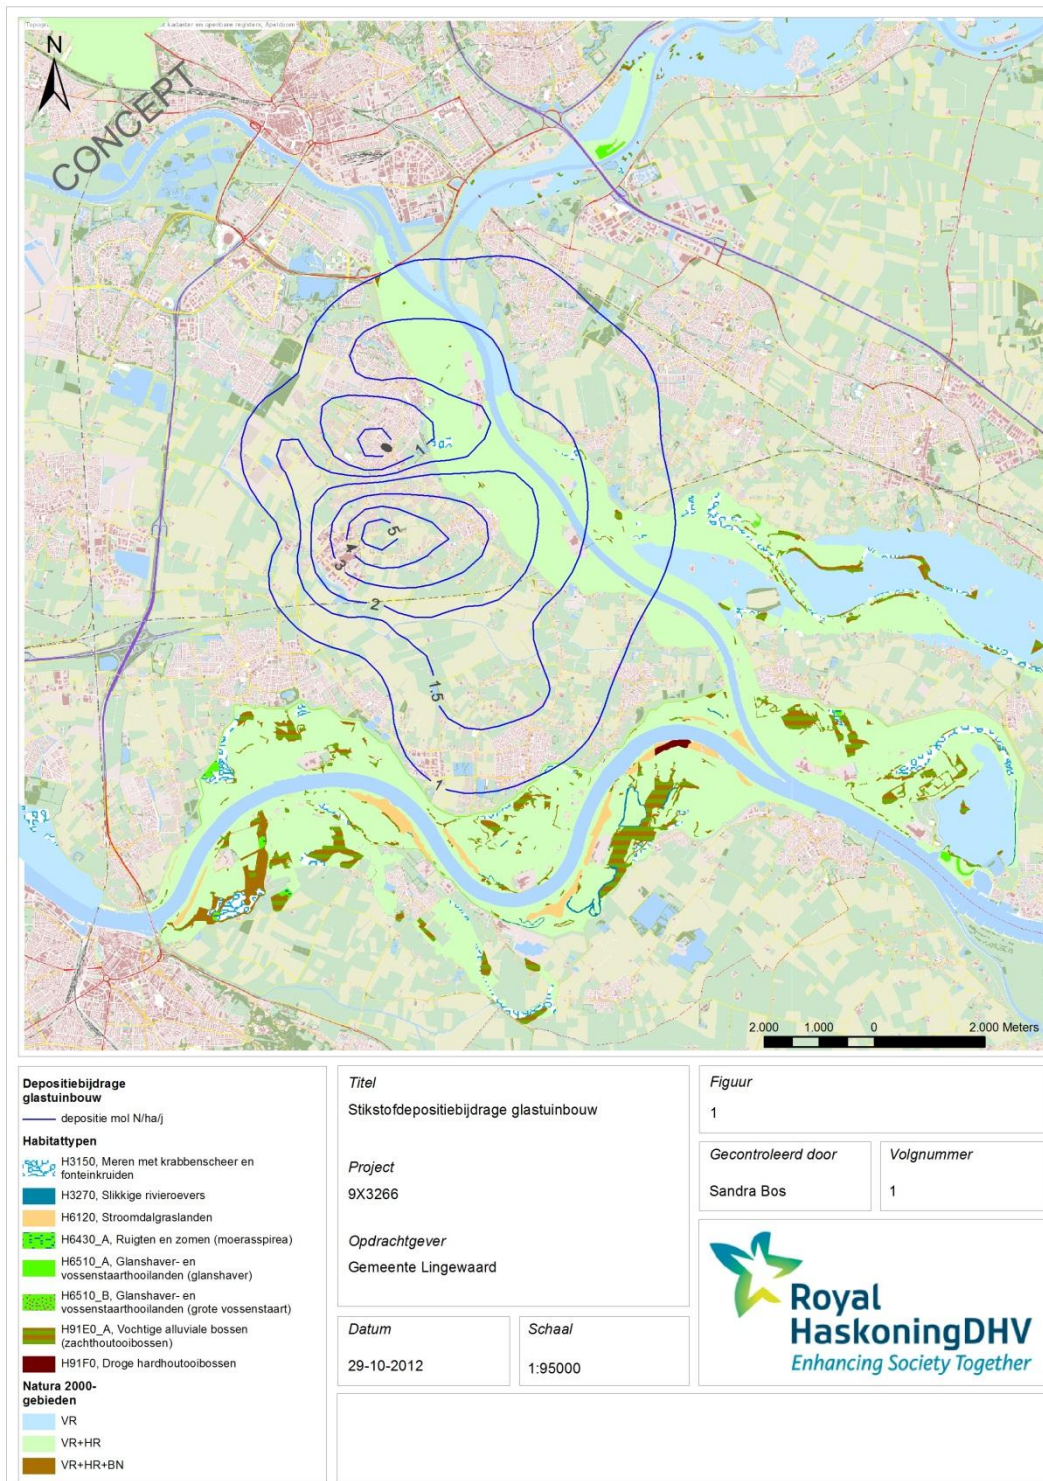 N
CONCEPT
1
5
4
3
2
1.5
1
2.000 1.000 0 2.000 Meters
Depositiebijdrage
glastuinbouw
depositie mol N/ha/j
Habitattypen
H3150, Meren met krabbenscheer en
fonteinkruiden
H3270, Slikkige rivieroevers
H6120, Stroomdalgraslanden
H6430_A, Ruigten en zomen (moerasspirea)
H6510_A, Glanshaver- en
vossenstaarthooilanden (glanshaver)
H6510_B, Glanshaver- en
vossenstaarthooilanden (grote vossenstaart)
H91E0_A, Vochtige alluviale bossen
(zachthoutooibossen)
H91F0, Droge hardhoutooibossen
Natura 2000-
gebieden
VR
VR+HR
VR+HR+BN
Titel
Stikstofdepositiebijdrage glastuinbouw
Project
9X3266
Opdrachtgever
Gemeente Lingewaard
Datum
29-10-2012
Schaal
1:95000
Figuur
1
Gecontroleerd door
Sandra Bos
Volgnummer
1
Royal
HaskoningDHV
Enhancing Society Together